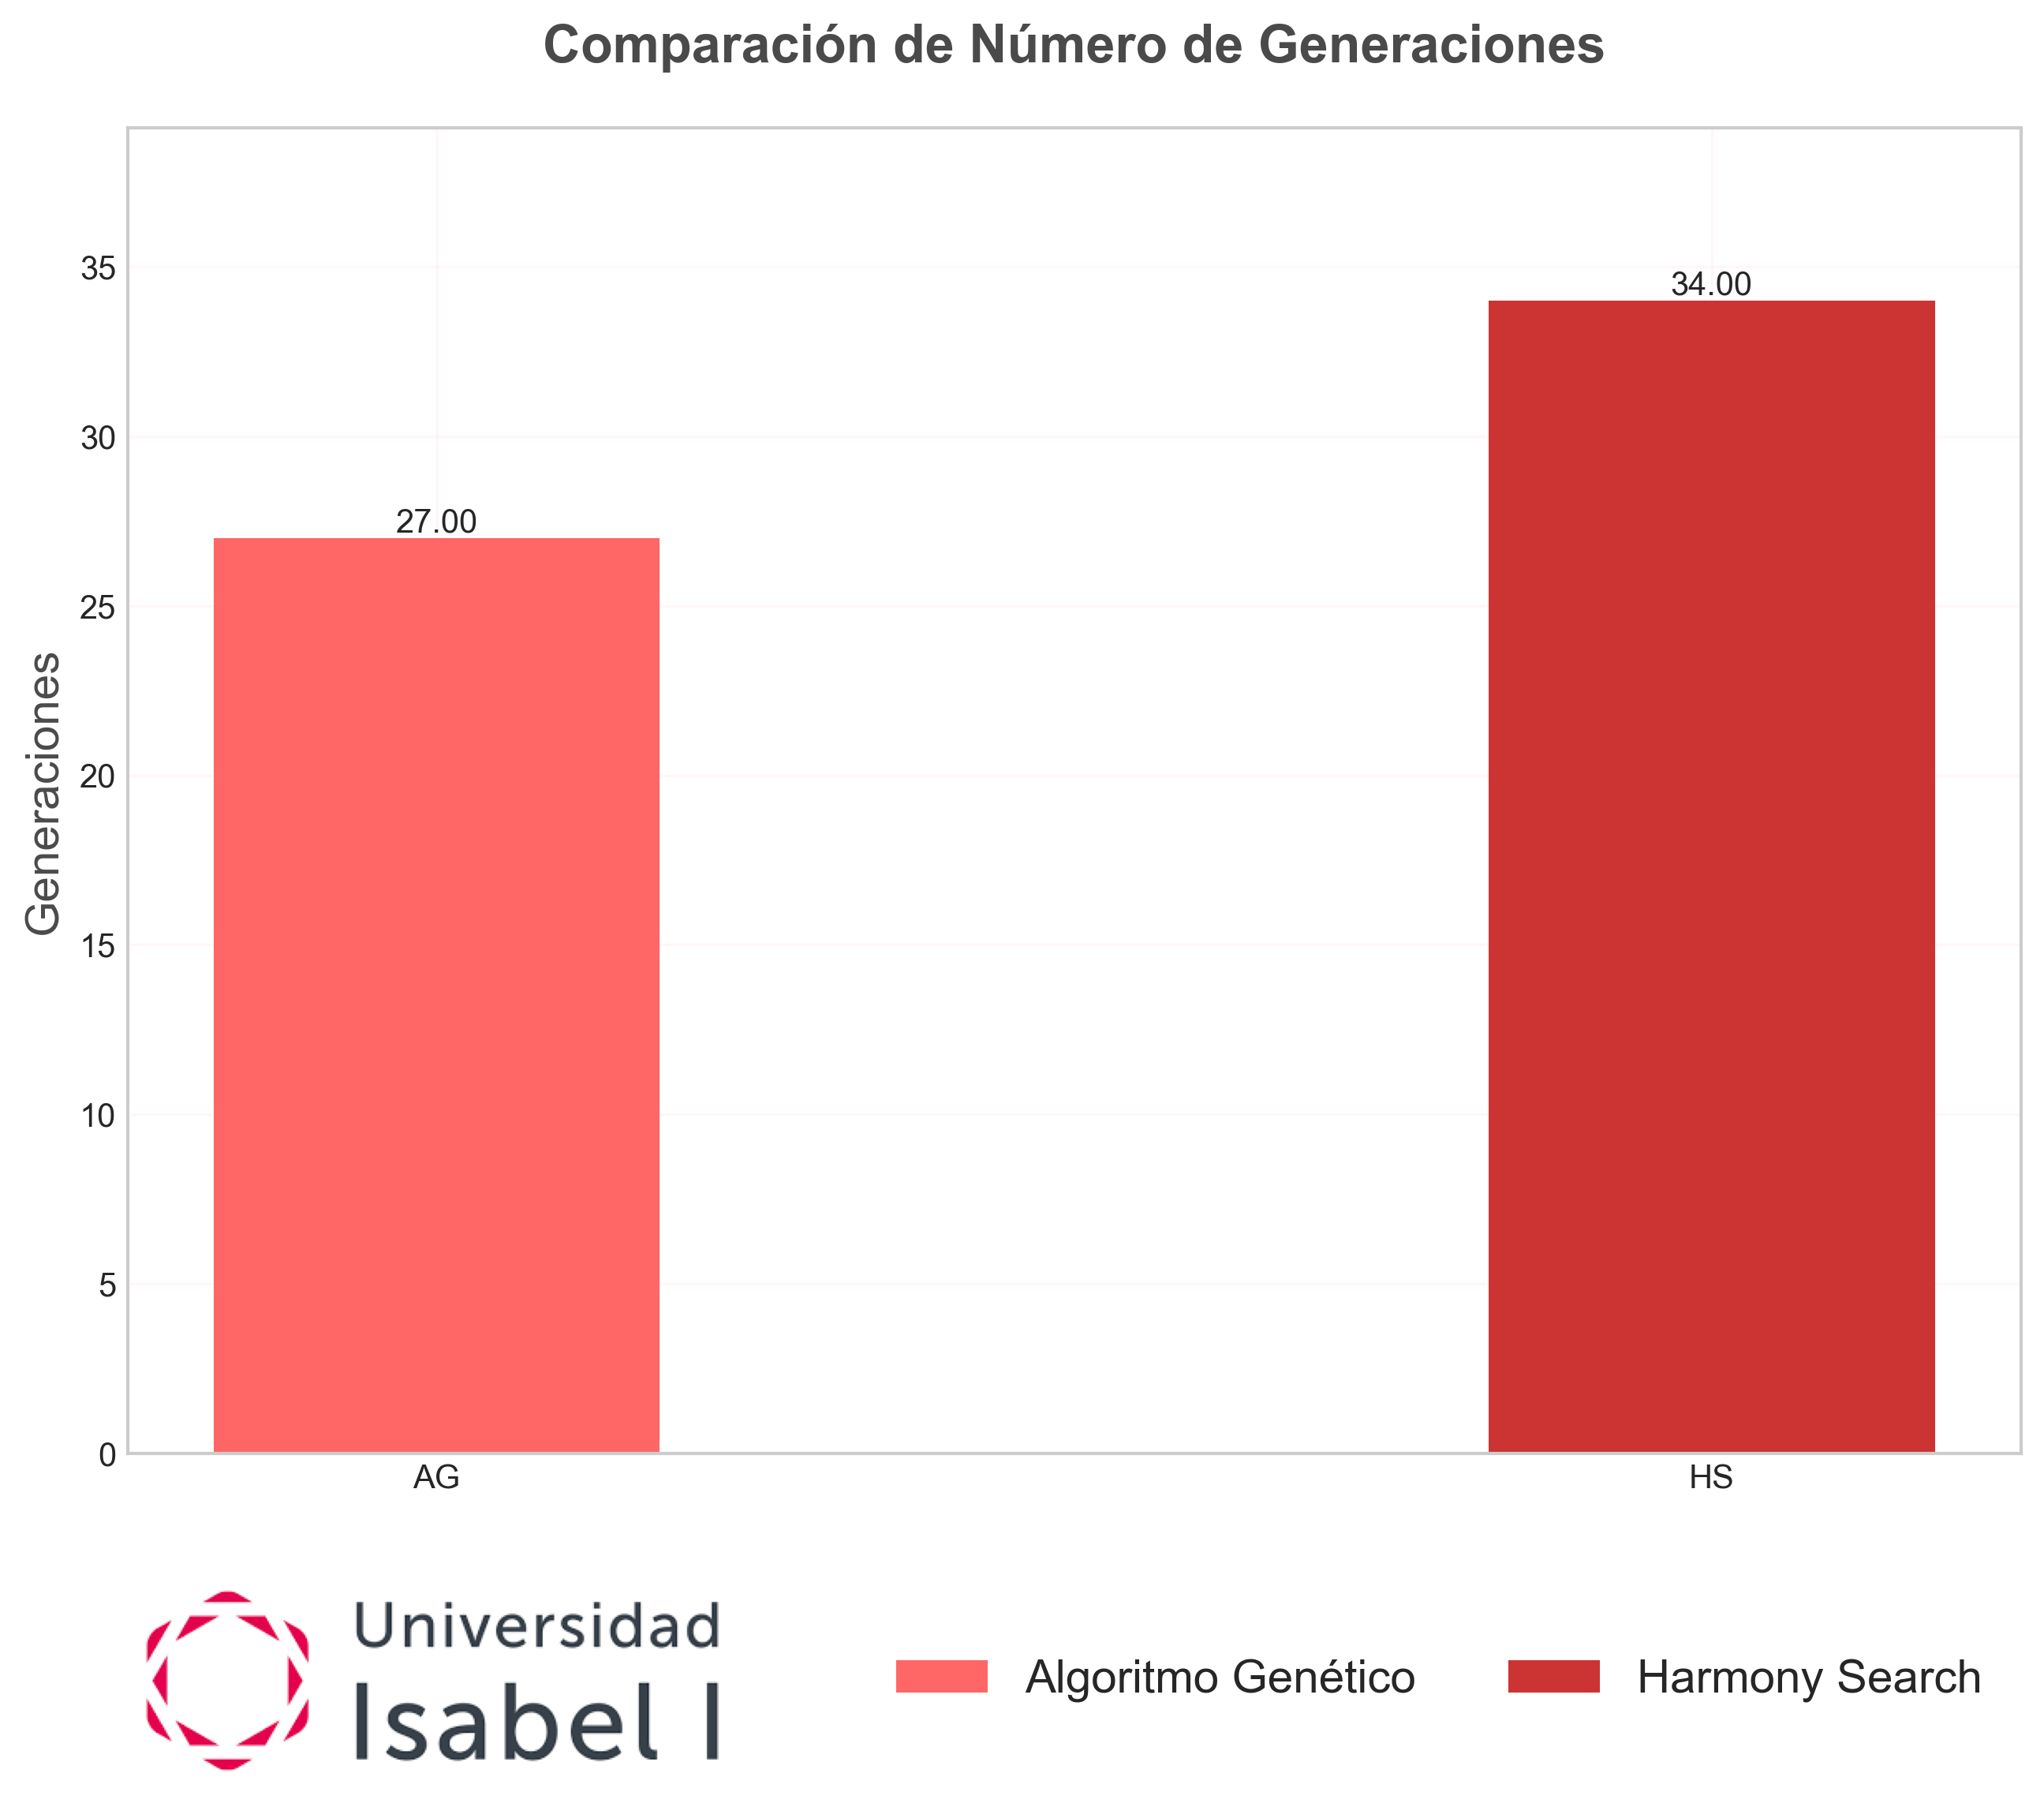 Comparación de Número de Generaciones
Generaciones
35
30
25
20
15
10
5
0
27.00
34.00
AG
HS
Universidad
Isabel I
Algoritmo Genético
Harmony Search